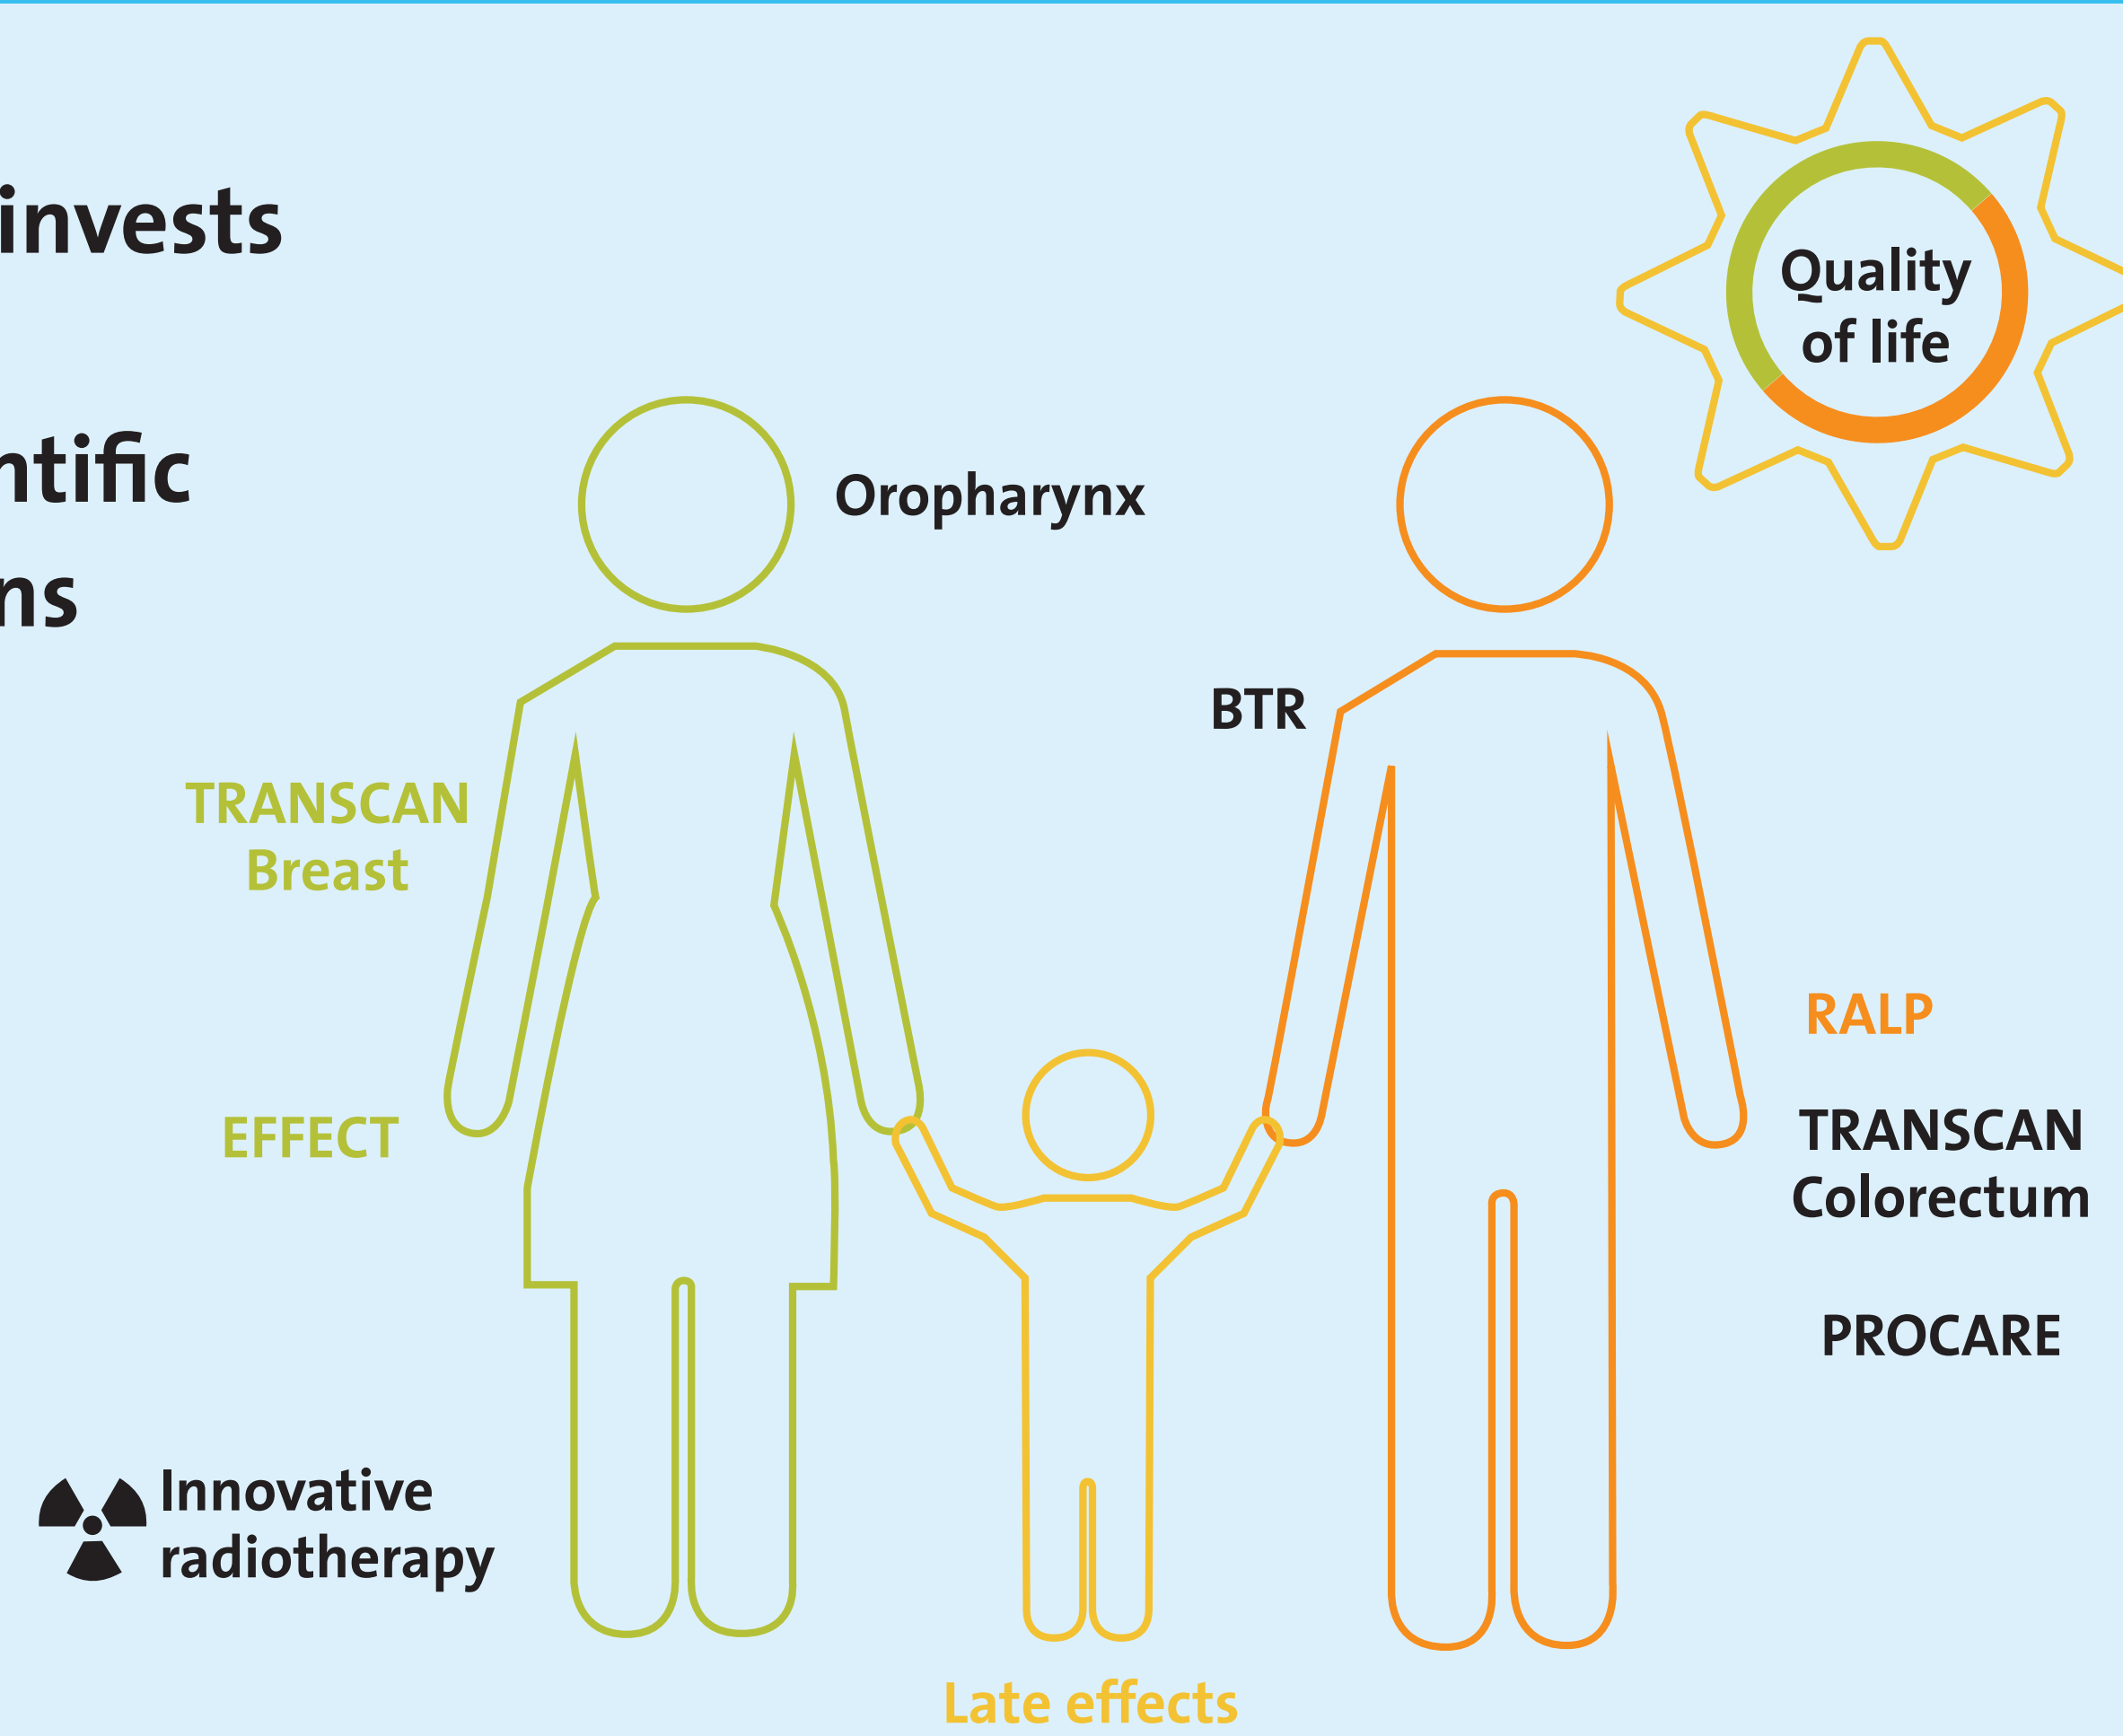 invests
ntific
ns
Quality
of life
Oropharynx
BTR
TRANSCAN
Breast
RALP
EFFECT
TRANSCAN
Colorectum
PROCARE
Innovative
radiotherapy
Late effects